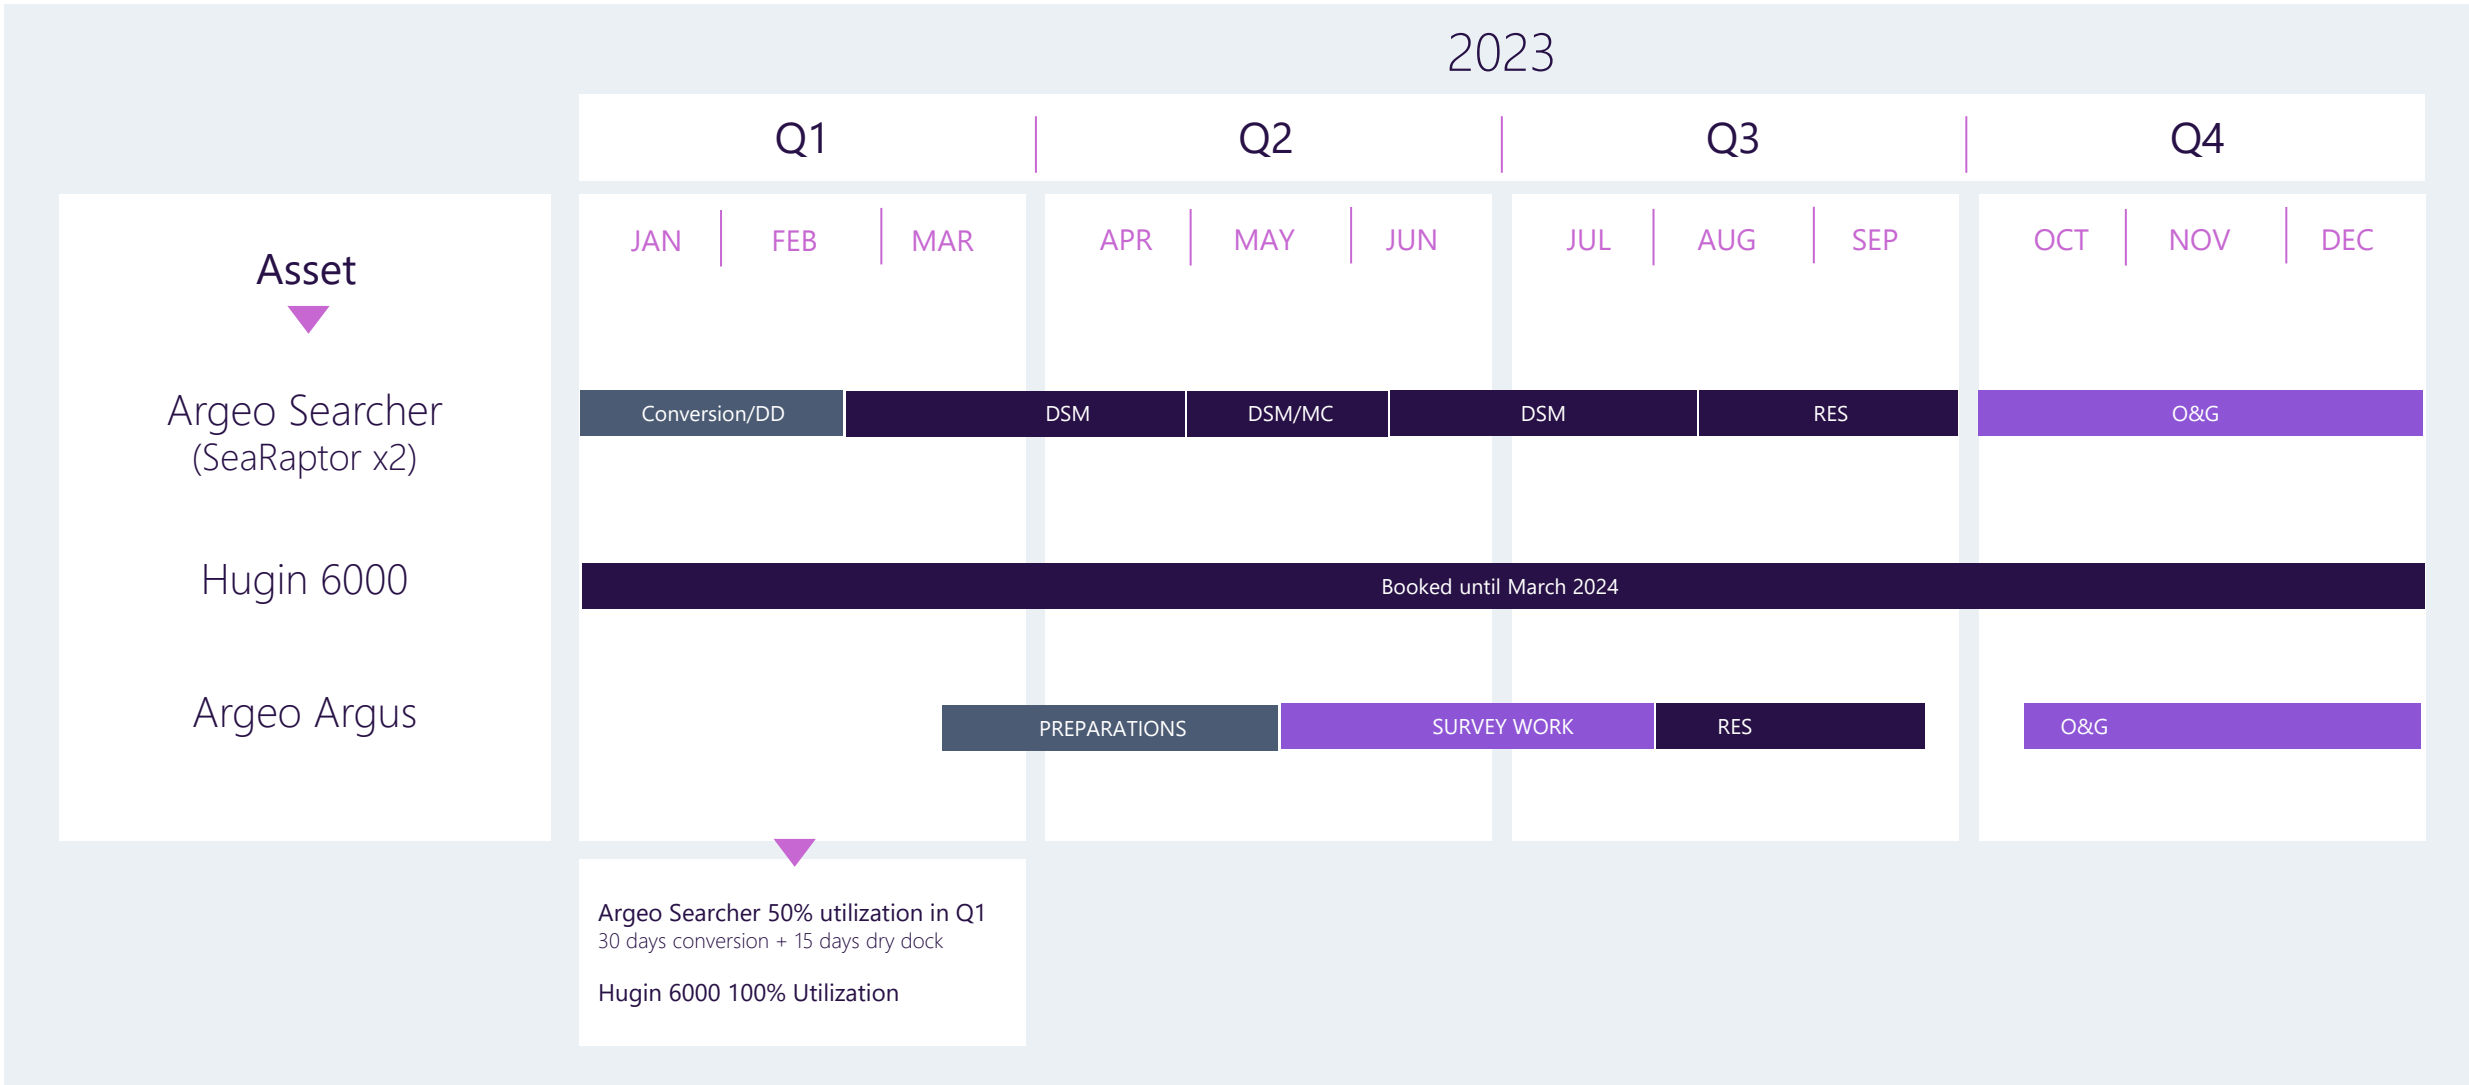 2023
Q1 Q2 Q3 Q4
JAN FEB MAR APR MAY JUN JUL AUG SEP OCT NOV DEC
Asset
Argeo Searcher
(SeaRaptor x2)
Conversion/DD DSM DSM/MC DSM RES O&G
Hugin 6000
Booked until March 2024
Argeo Argus
PREPARATIONS SURVEY WORK RES O&G
Argeo Searcher 50% utilization in Q1
30 days conversion + 15 days dry dock
Hugin 6000 100% Utilization